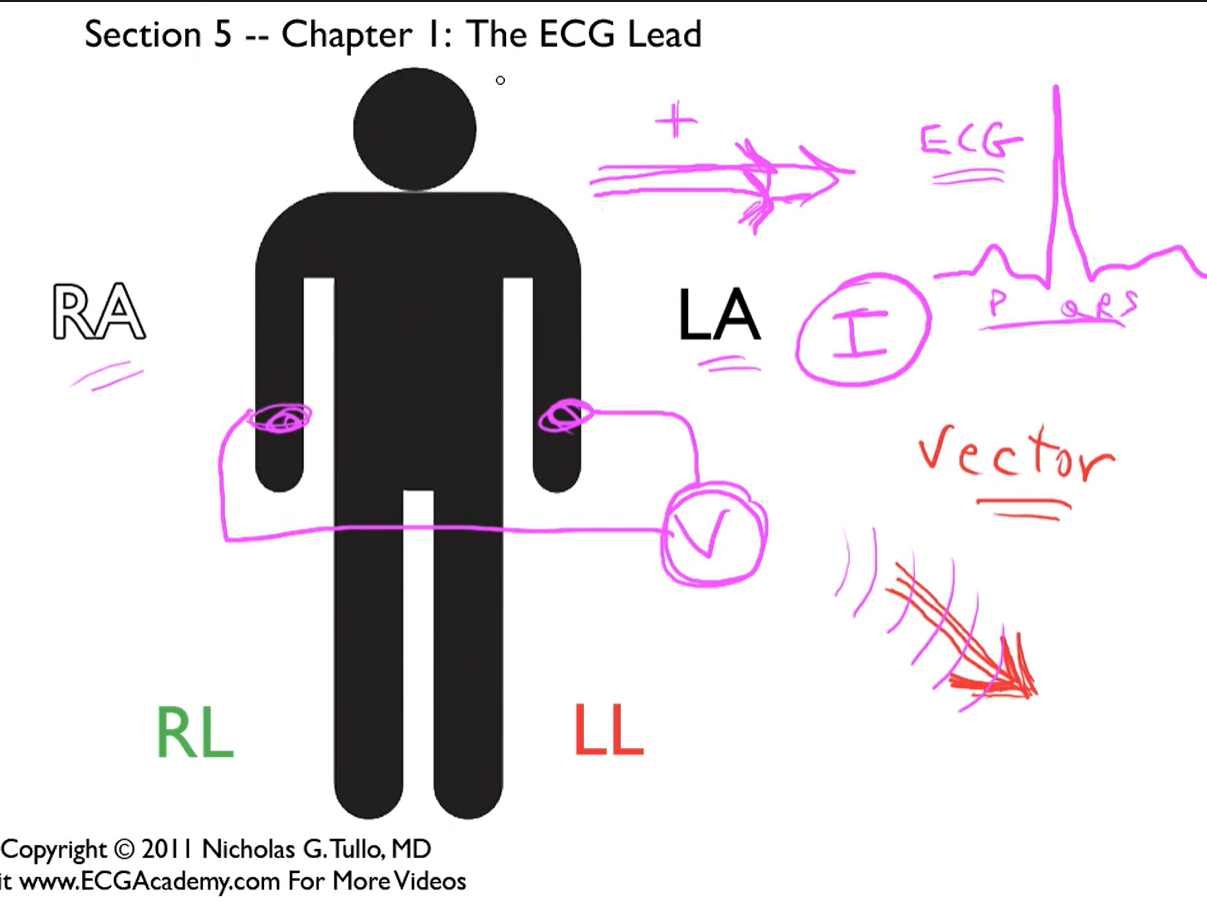 Section 5 -- Chapter 1: The ECG Lead
+
ECG
RA
LA
I
P QRS
vector
V
RL
LL
Copyright © 2011 Nicholas G. Tullo, MD
it www.ECGAcademy.com For More Videos